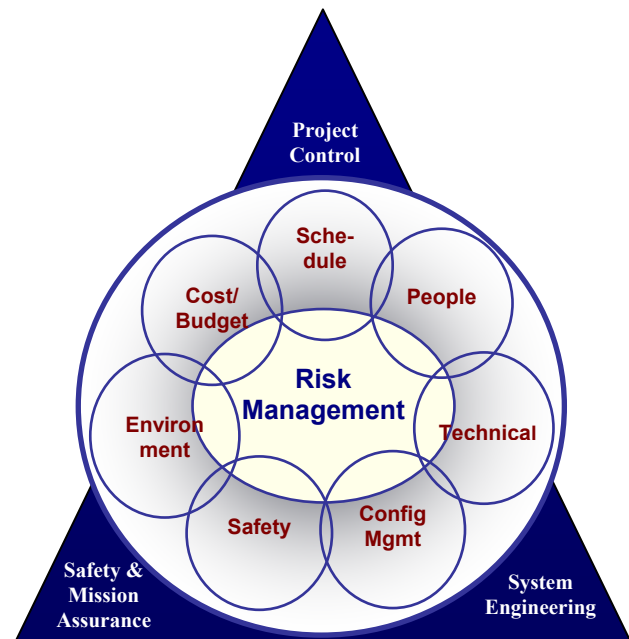 Project
Control
Sche-
dule
Cost/
Budget
People
Risk
Management
Environ
ment
Technical
Safety
Config
Mgmt
Safety &
Mission
Assurance
System
Engineering